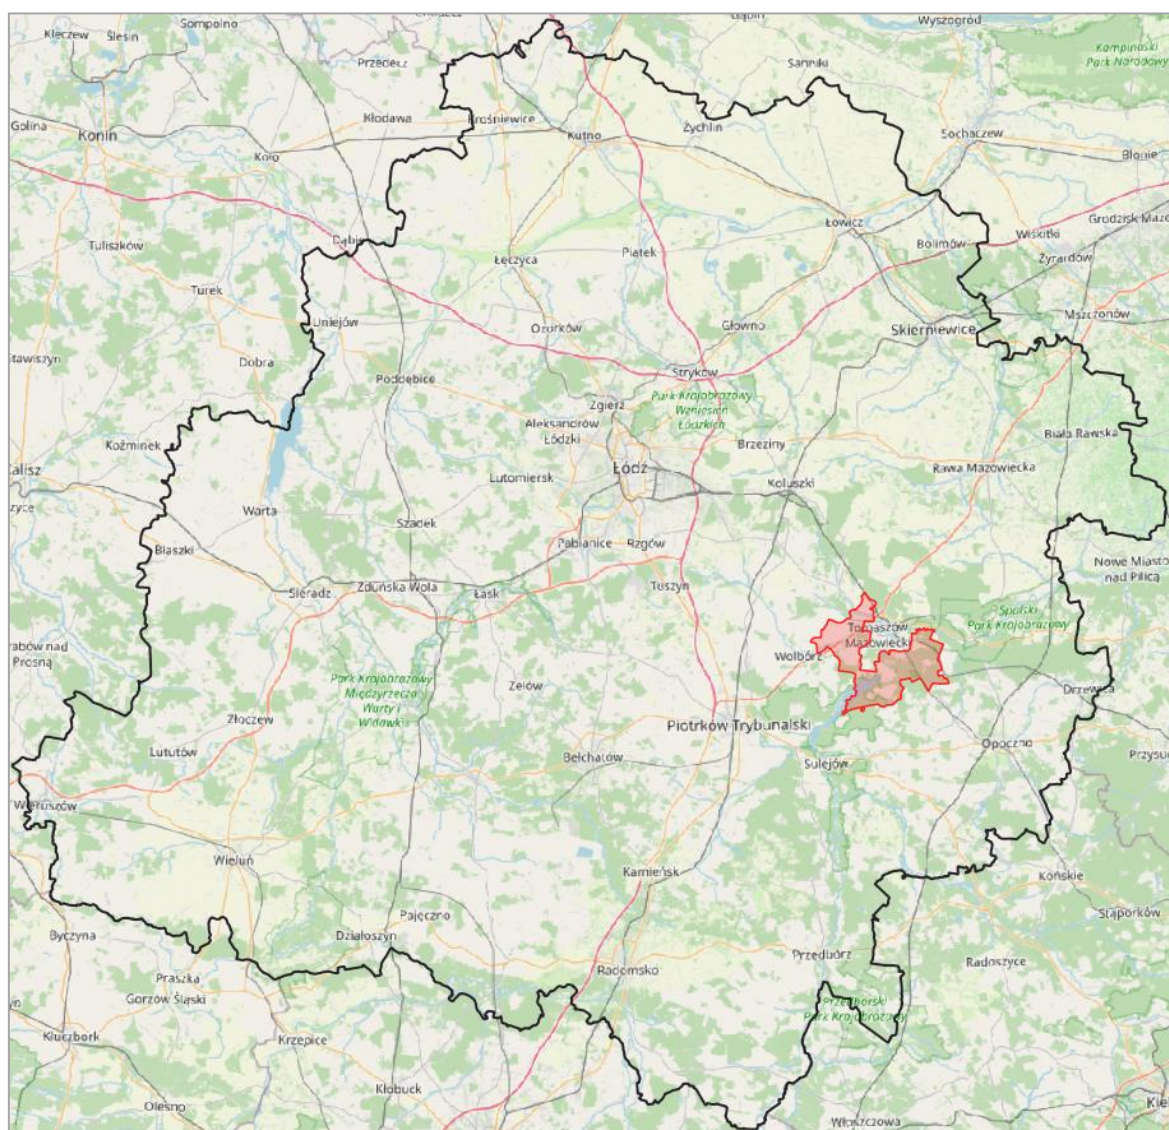 Gąbin
Wyszogród
Sompolno
Kleczew
Ślesin
Przedecz
Sanniki
Kampinoski
Park Narodowy
Golina
Konin
Kłodawa
Krośniewice
Kutno
Żychlin
Sochaczew
Błonie
Koło
Tuliszków
Dąbie
Łęczyca
Piątek
Łowicz
Bolimów
Wiskitki
Grodzisk Mazo
Żyrardów
Turek
Uniejów
Ozorków
Głowno
Skierniewice
Mszczonów
Stawiszyn
Dobra
Poddębice
Stryków
Zgierz
Park Krajobrazowy
Wzniesień
Łódzkich
Aleksandrów
Łódzki
Brzeziny
Biała Rawska
Koźminek
Kalisz
Lutomiersk
Łódź
Koluszki
Rawa Mazowiecka
Warta
Szadek
Pabianice
Rzgów
Błaszki
Sieradz
Zduńska Wola
Łask
Tuszyn
Nowe Miasto
nad Pilicą
Spalski
Park Krajobrazowy
Tomaszów
Mazowiecki
Wolbórz
Grabów nad
Prosną
Park Krajobrazowy
Międzyrzecza
Warty i
Widawki
Zelów
Drzewica
Złoczew
Piotrków Trybunalski
Lututów
Bełchatów
Sulejów
Opoczno
Przysuc
Wieruszów
Wieluń
Kamieńsk
Końskie
Stąporków
Pajęczno
Byczyna
Działoszyn
Przedbórz
Radoszyce
Praszka
Radomsko
Gorzów Śląski
Przedborski
Park Krajobrazowy
Kluczbork
Krzepice
Kłobuck
Olesno
Włoszczowa
Kiel